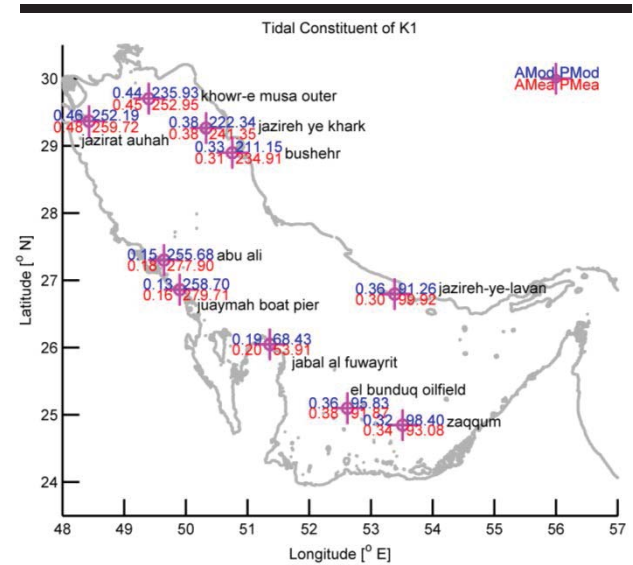 Tidal Constituent of K1
AMod PMod
AMea PMea
0.44 235.93
0.45 252.95
khowr-e musa outer
0.46 252.19
0.48 259.72
jazirat auhah
0.38 222.34
0.38 241.35
jazireh ye khark
0.33 211.15
0.31 234.91
bushehr
0.15 255.68
0.18 277.90
abu ali
0.13 258.70
0.16 279.71
juaymah boat pier
0.36 91.26
0.30 99.92
jazireh-ye-lavan
0.19 68.43
0.20 53.91
jabal al fuwayrit
el bunduq oilfield
0.36 95.83
0.38 91.87
0.32 98.40
0.34 93.08
zaqqum
30
29
28
27
26
25
24
Latitude [° N]
48 49 50 51 52 53 54 55 56 57
Longitude [° E]